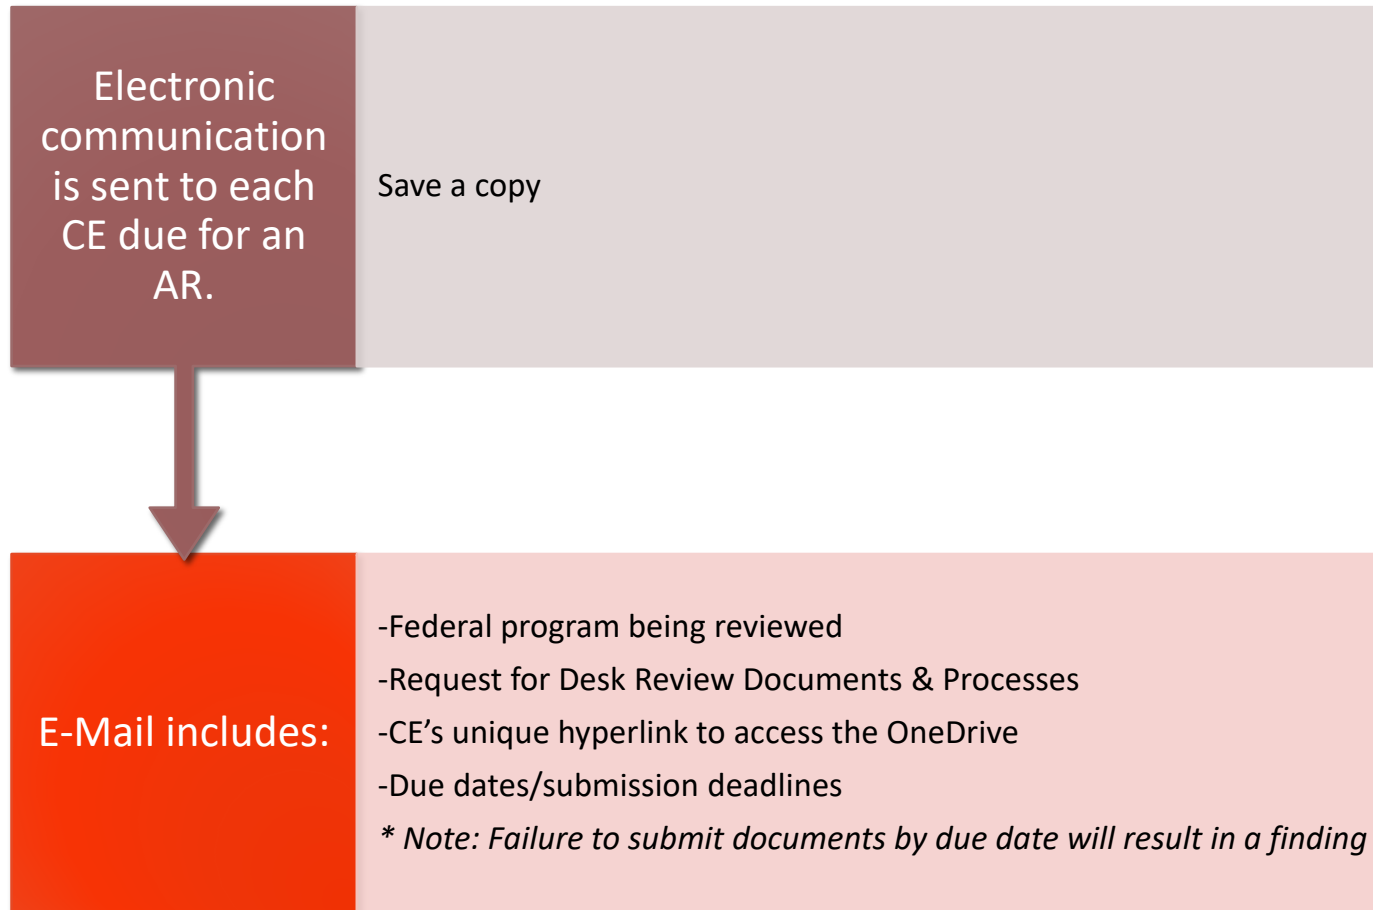 Electronic
communication
is sent to each
CE due for an
AR.
Save a copy
E-Mail includes:
-Federal program being reviewed
-Request for Desk Review Documents & Processes
-CE’s unique hyperlink to access the OneDrive
-Due dates/submission deadlines
* Note: Failure to submit documents by due date will result in a finding